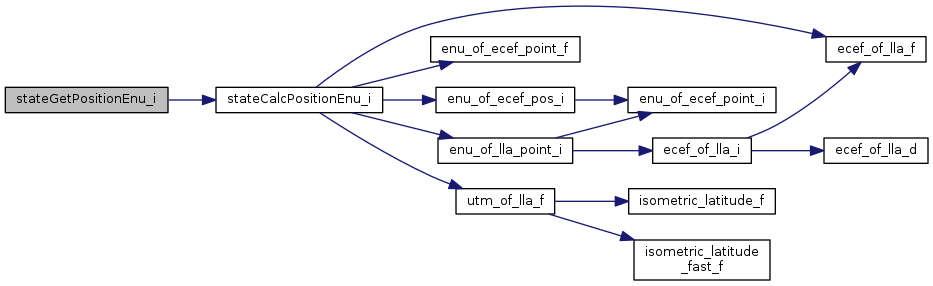 stateGetPositionEnu_i
stateCalcPositionEnu_i
ecef_of_lla_f
enu_of_ecef_point_f
enu_of_ecef_pos_i
enu_of_ecef_point_i
enu_of_lla_point_i
ecef_of_lla_i
ecef_of_lla_d
utm_of_lla_f
isometric_latitude_f
isometric_latitude
_fast_f